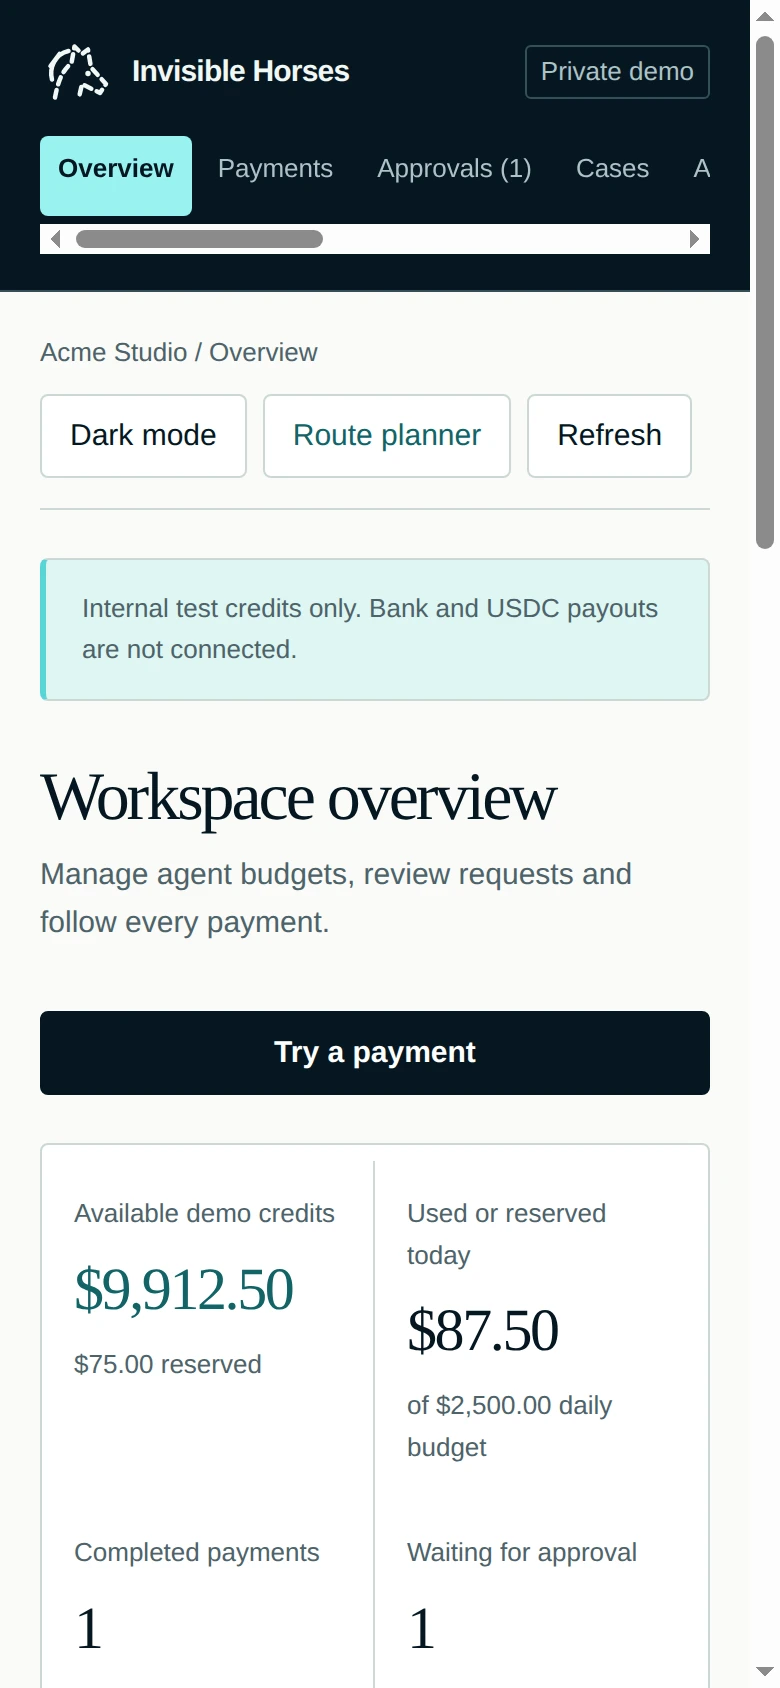 Invisible Horses
Private demo
Overview
Payments
Approvals (1)
Cases
A
Acme Studio / Overview
Dark mode
Route planner
Refresh
Internal test credits only. Bank and USDC payouts
are not connected.
Workspace overview
Manage agent budgets, review requests and
follow every payment.
Try a payment
Available demo credits
$9,912.50
$75.00 reserved
Used or reserved
today
$87.50
of $2,500.00 daily
budget
Completed payments
1
Waiting for approval
1